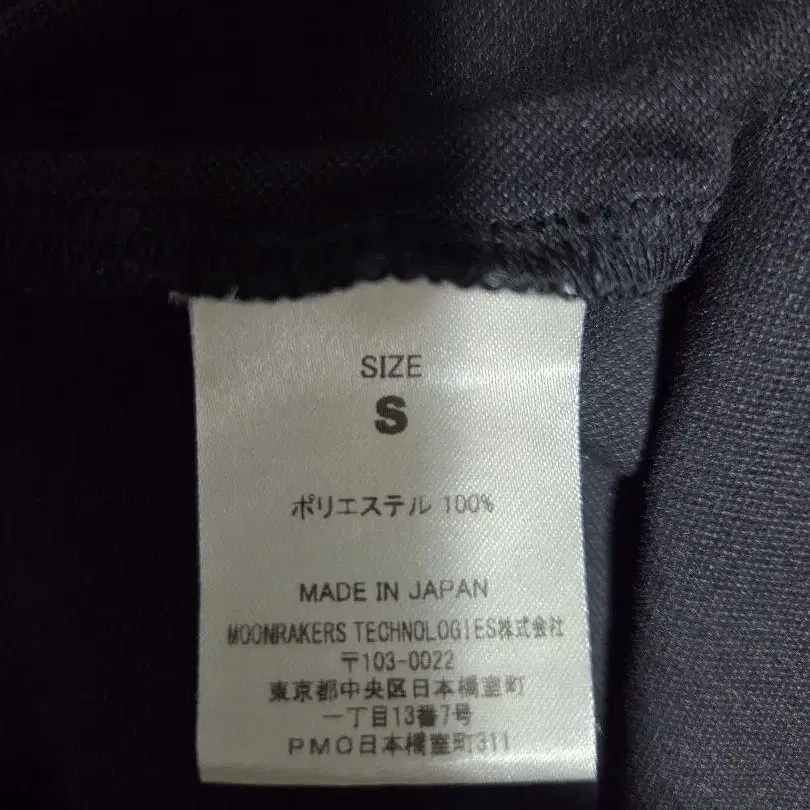 SIZE
S
ポリエステル 100%
MADE IN JAPAN
MOONRAKERS TECHNOLOGIES株式会社
〒103-0022
東京都中央区日本橋室町
一丁目13番7号
PMO日本橋室町311